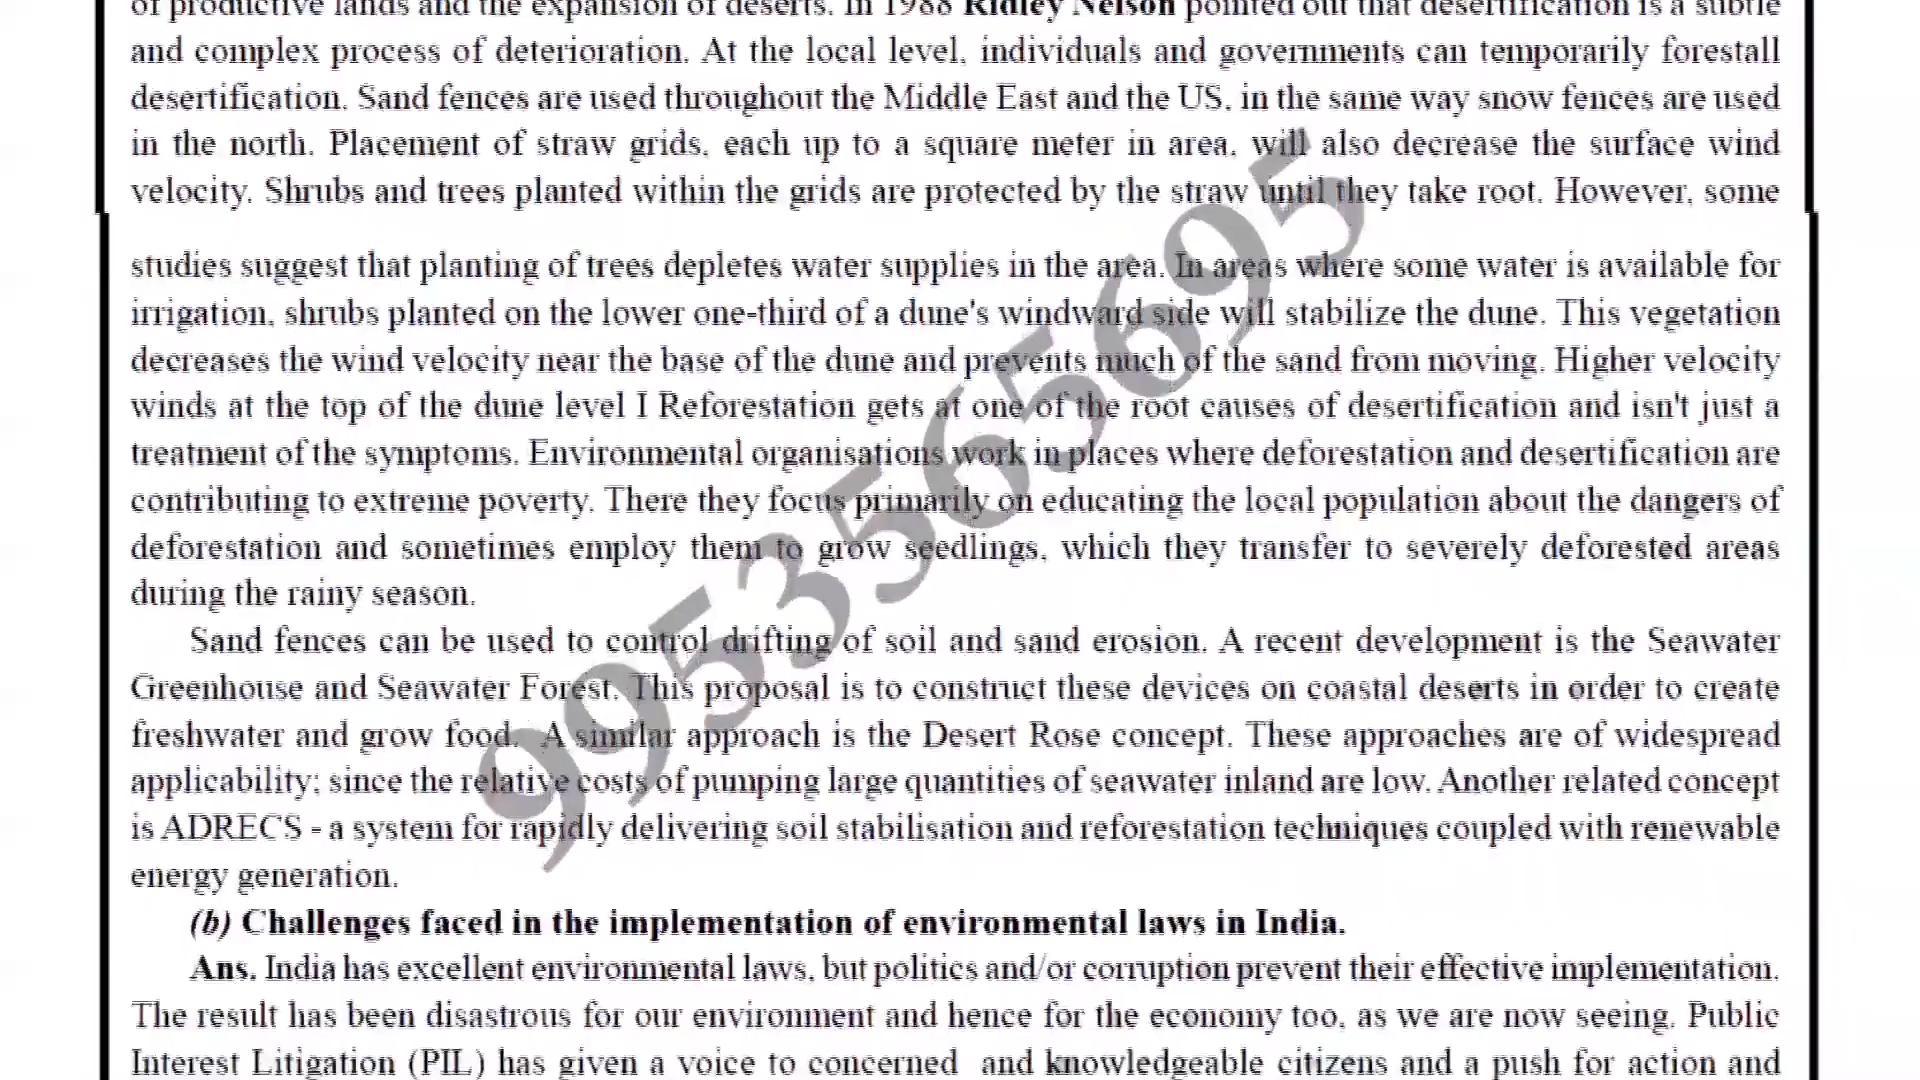 of productive lands and the expansion of deserts. In 1988 Ridley Nelson pointed out that desertification is a subtle
and complex process of deterioration. At the local level, individuals and governments can temporarily forestall
desertification. Sand fences are used throughout the Middle East and the US, in the same way snow fences are used
in the north. Placement of straw grids, each up to a square meter in area, will also decrease the surface wind
velocity. Shrubs and trees planted within the grids are protected by the straw until they take root. However, some
studies suggest that planting of trees depletes water supplies in the area. In areas where some water is available for
irrigation, shrubs planted on the lower one-third of a dune's windward side will stabilize the dune. This vegetation
decreases the wind velocity near the base of the dune and prevents much of the sand from moving. Higher velocity
winds at the top of the dune level I Reforestation gets at one of the root causes of desertification and isn't just a
treatment of the symptoms. Environmental organisations work in places where deforestation and desertification are
contributing to extreme poverty. There they focus primarily on educating the local population about the dangers of
deforestation and sometimes employ them to grow seedlings, which they transfer to severely deforested areas
during the rainy season.
Sand fences can be used to control drifting of soil and sand erosion. A recent development is the Seawater
Greenhouse and Seawater Forest. This proposal is to construct these devices on coastal deserts in order to create
freshwater and grow food. A similar approach is the Desert Rose concept. These approaches are of widespread
applicability; since the relative costs of pumping large quantities of seawater inland are low. Another related concept
is ADRECS - a system for rapidly delivering soil stabilisation and reforestation techniques coupled with renewable
energy generation.
(b) Challenges faced in the implementation of environmental laws in India.
Ans. India has excellent environmental laws, but politics and/or corruption prevent their effective implementation.
The result has been disastrous for our environment and hence for the economy too, as we are now seeing. Public
Interest Litigation (PIL) has given a voice to concerned and knowledgeable citizens and a push for action and
9953565695